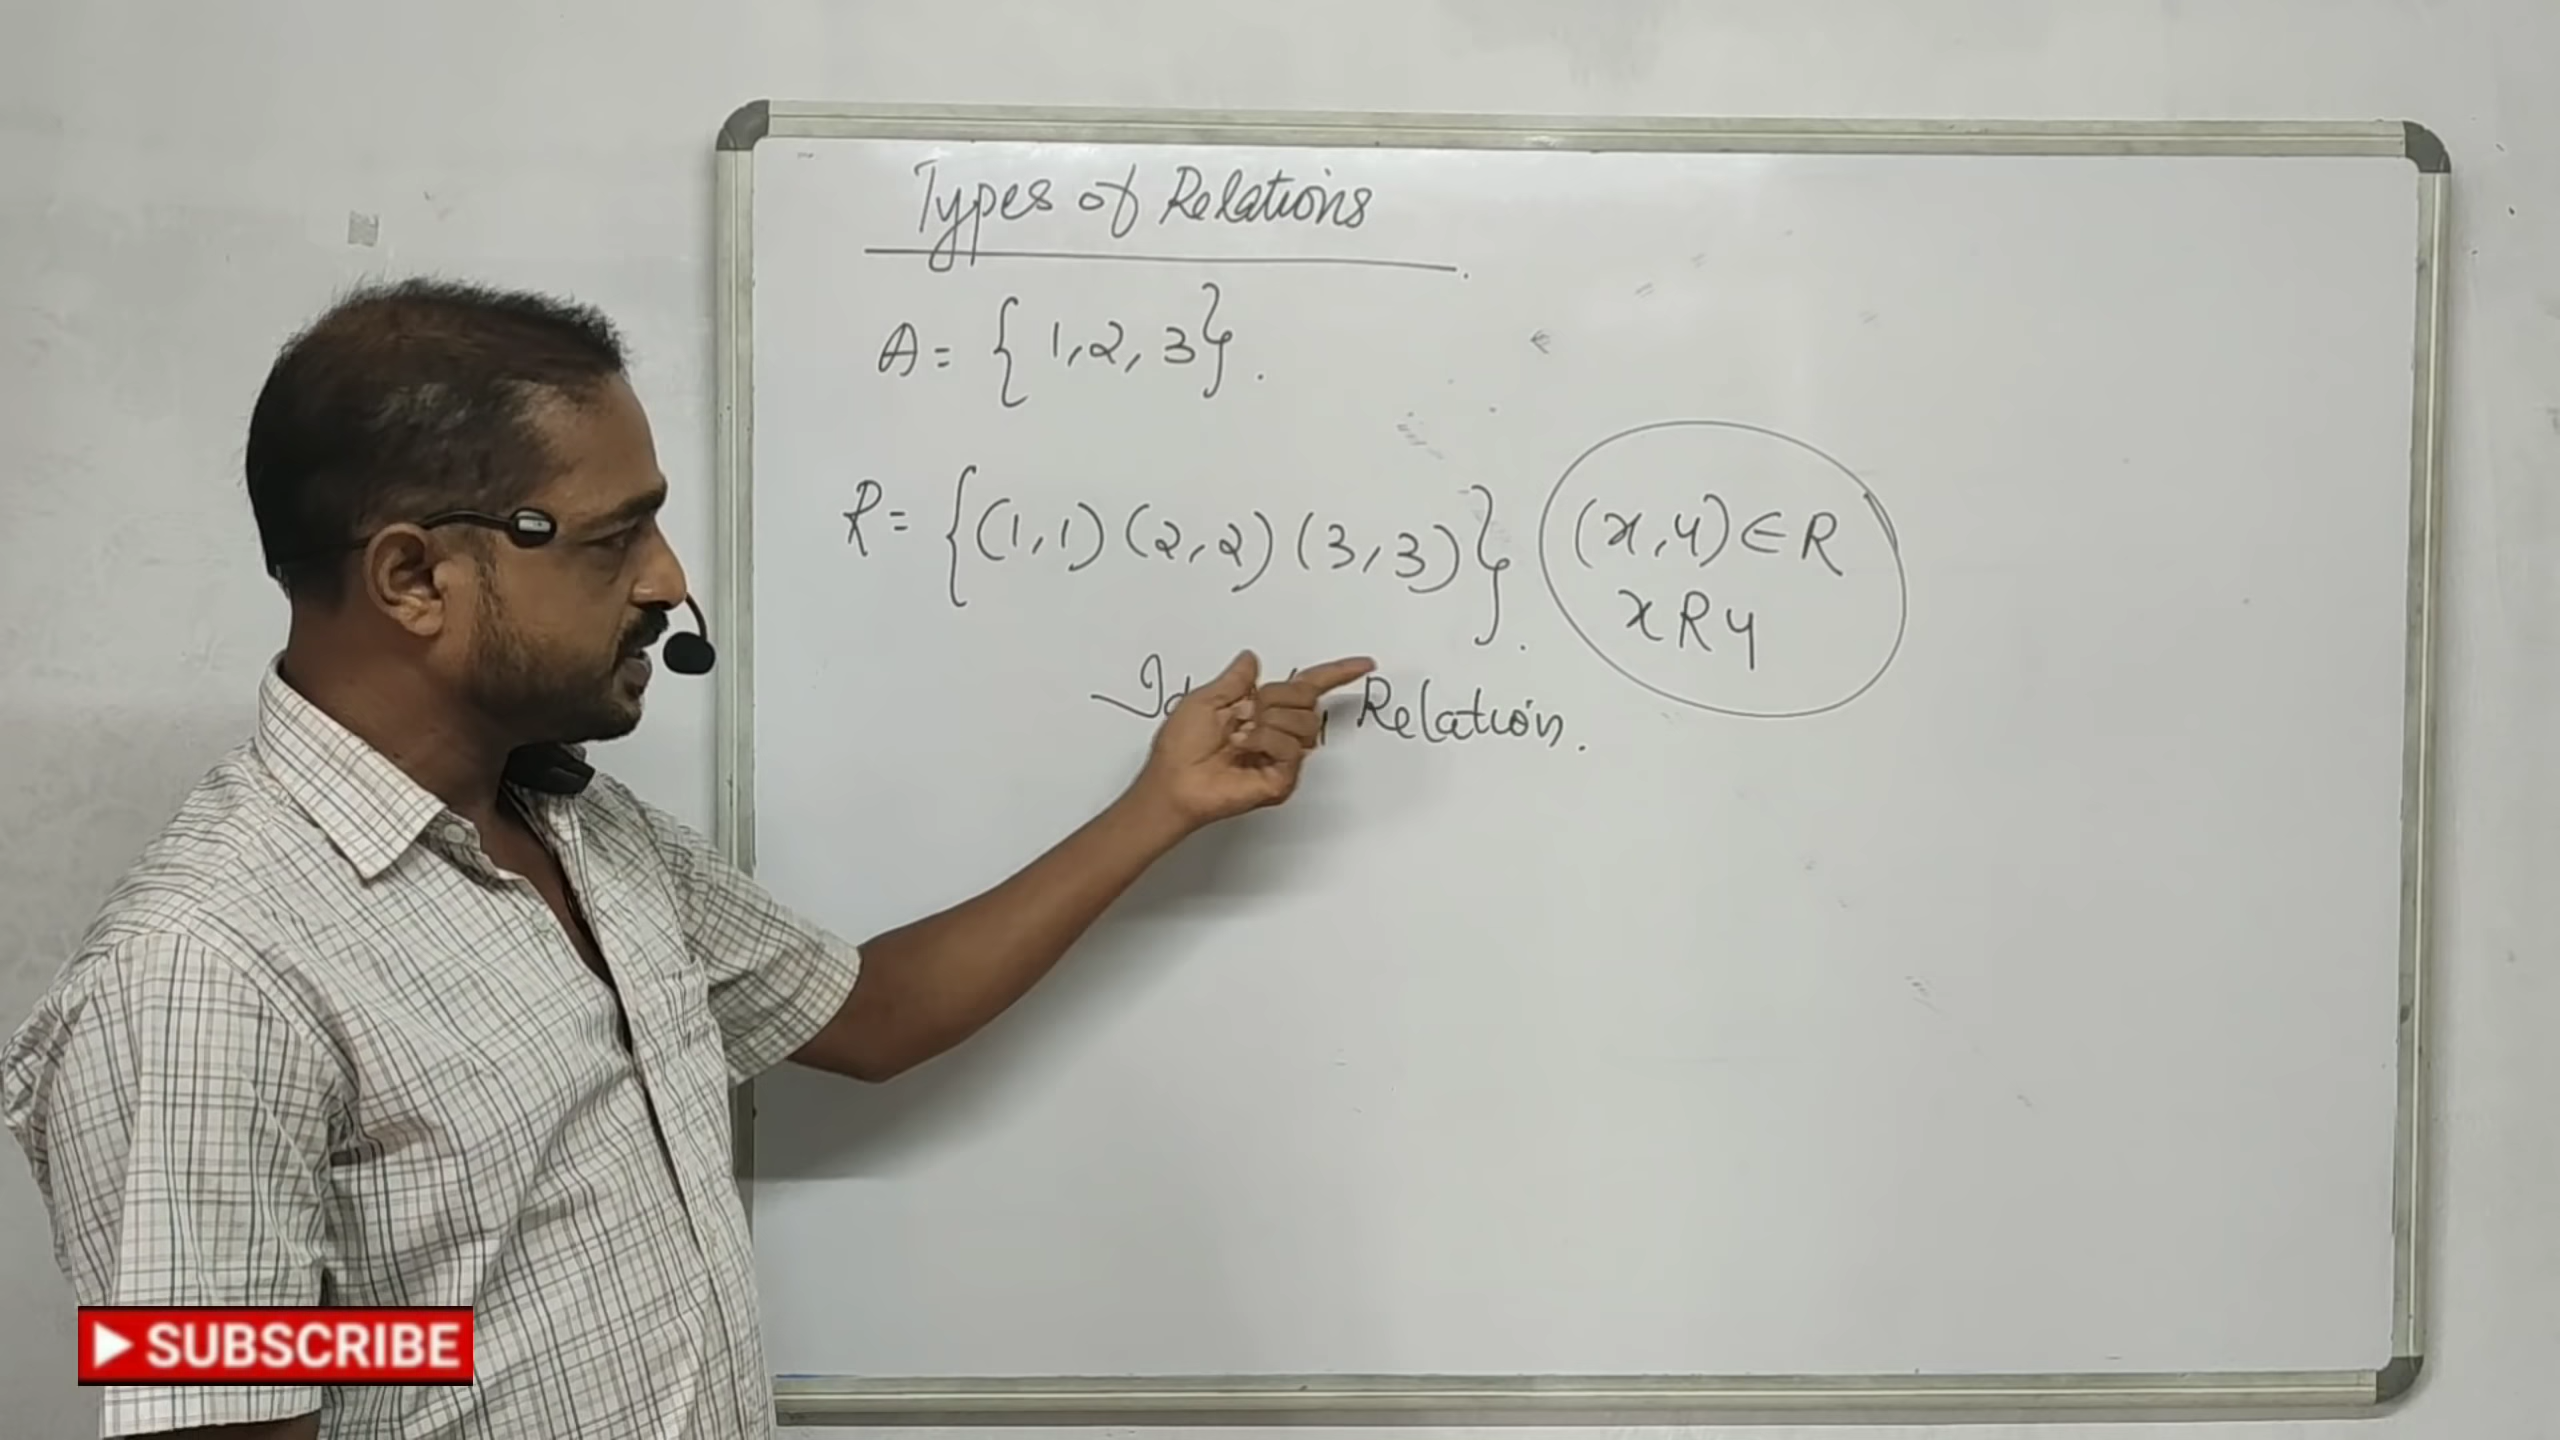 Types of Relations
A = { 1, 2, 3 } .
R = { (1,1) (2,2) (3,3) } .
(x, y) ∈ R
x R y
Relation.
SUBSCRIBE